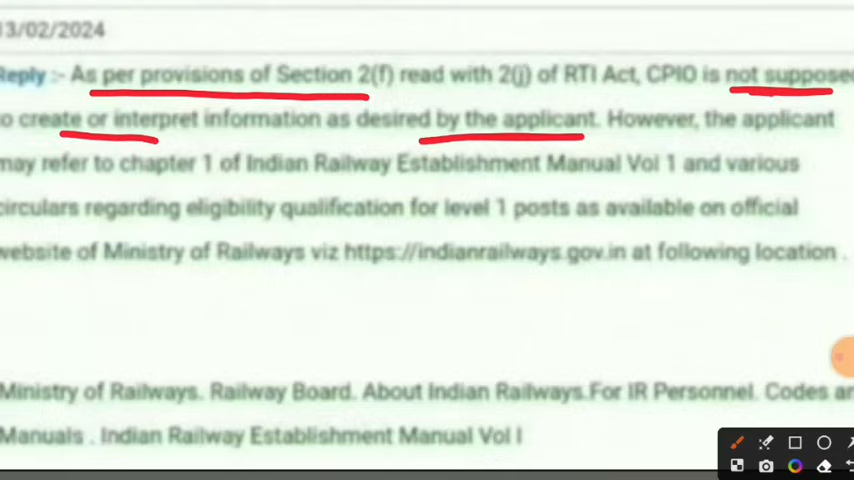 13/02/2024
Reply :- As per provisions of Section 2(f) read with 2(j) of RTI Act, CPIO is not supposed
to create or interpret information as desired by the applicant. However, the applicant
may refer to chapter 1 of Indian Railway Establishment Manual Vol 1 and various
circulars regarding eligibility qualification for level 1 posts as available on official
website of Ministry of Railways viz https://indianrailways.gov.in at following location .
Ministry of Railways. Railway Board. About Indian Railways.For IR Personnel. Codes an
Manuals . Indian Railway Establishment Manual Vol I